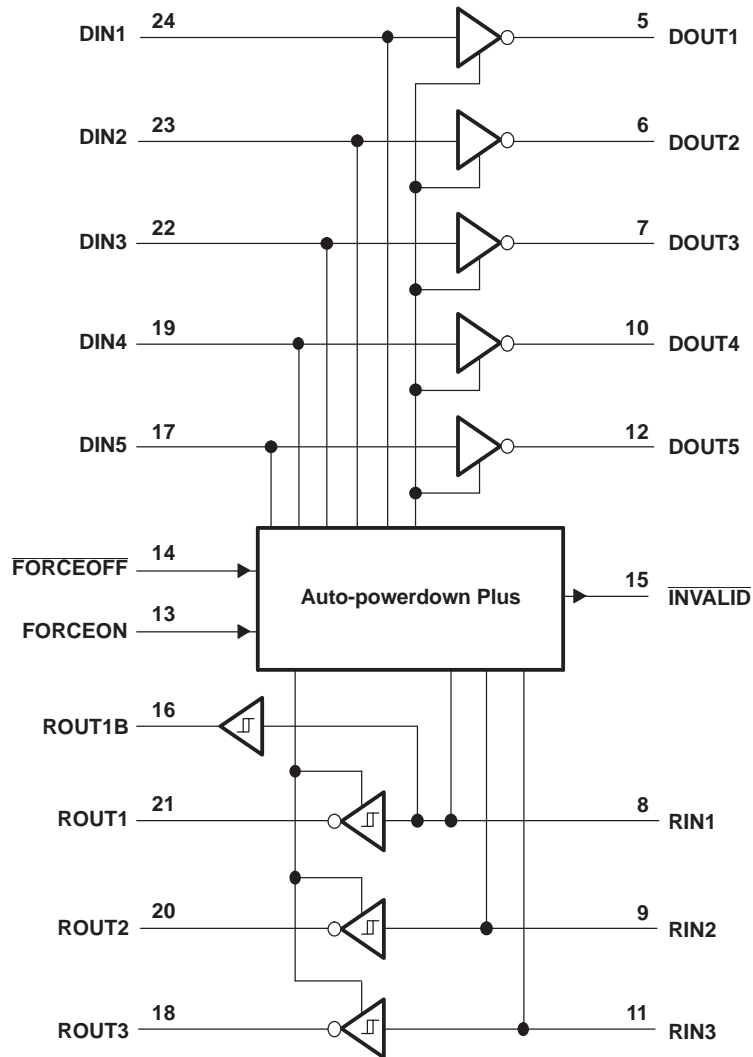 DIN1 24 5 DOUT1
DIN2 23 6 DOUT2
DIN3 22 7 DOUT3
DIN4 19 10 DOUT4
DIN5 17 12 DOUT5
FORCEOFF 14
Auto-powerdown Plus
15 INVALID
FORCEON 13
ROUT1B 16
ROUT1 21 8 RIN1
ROUT2 20 9 RIN2
ROUT3 18 11 RIN3